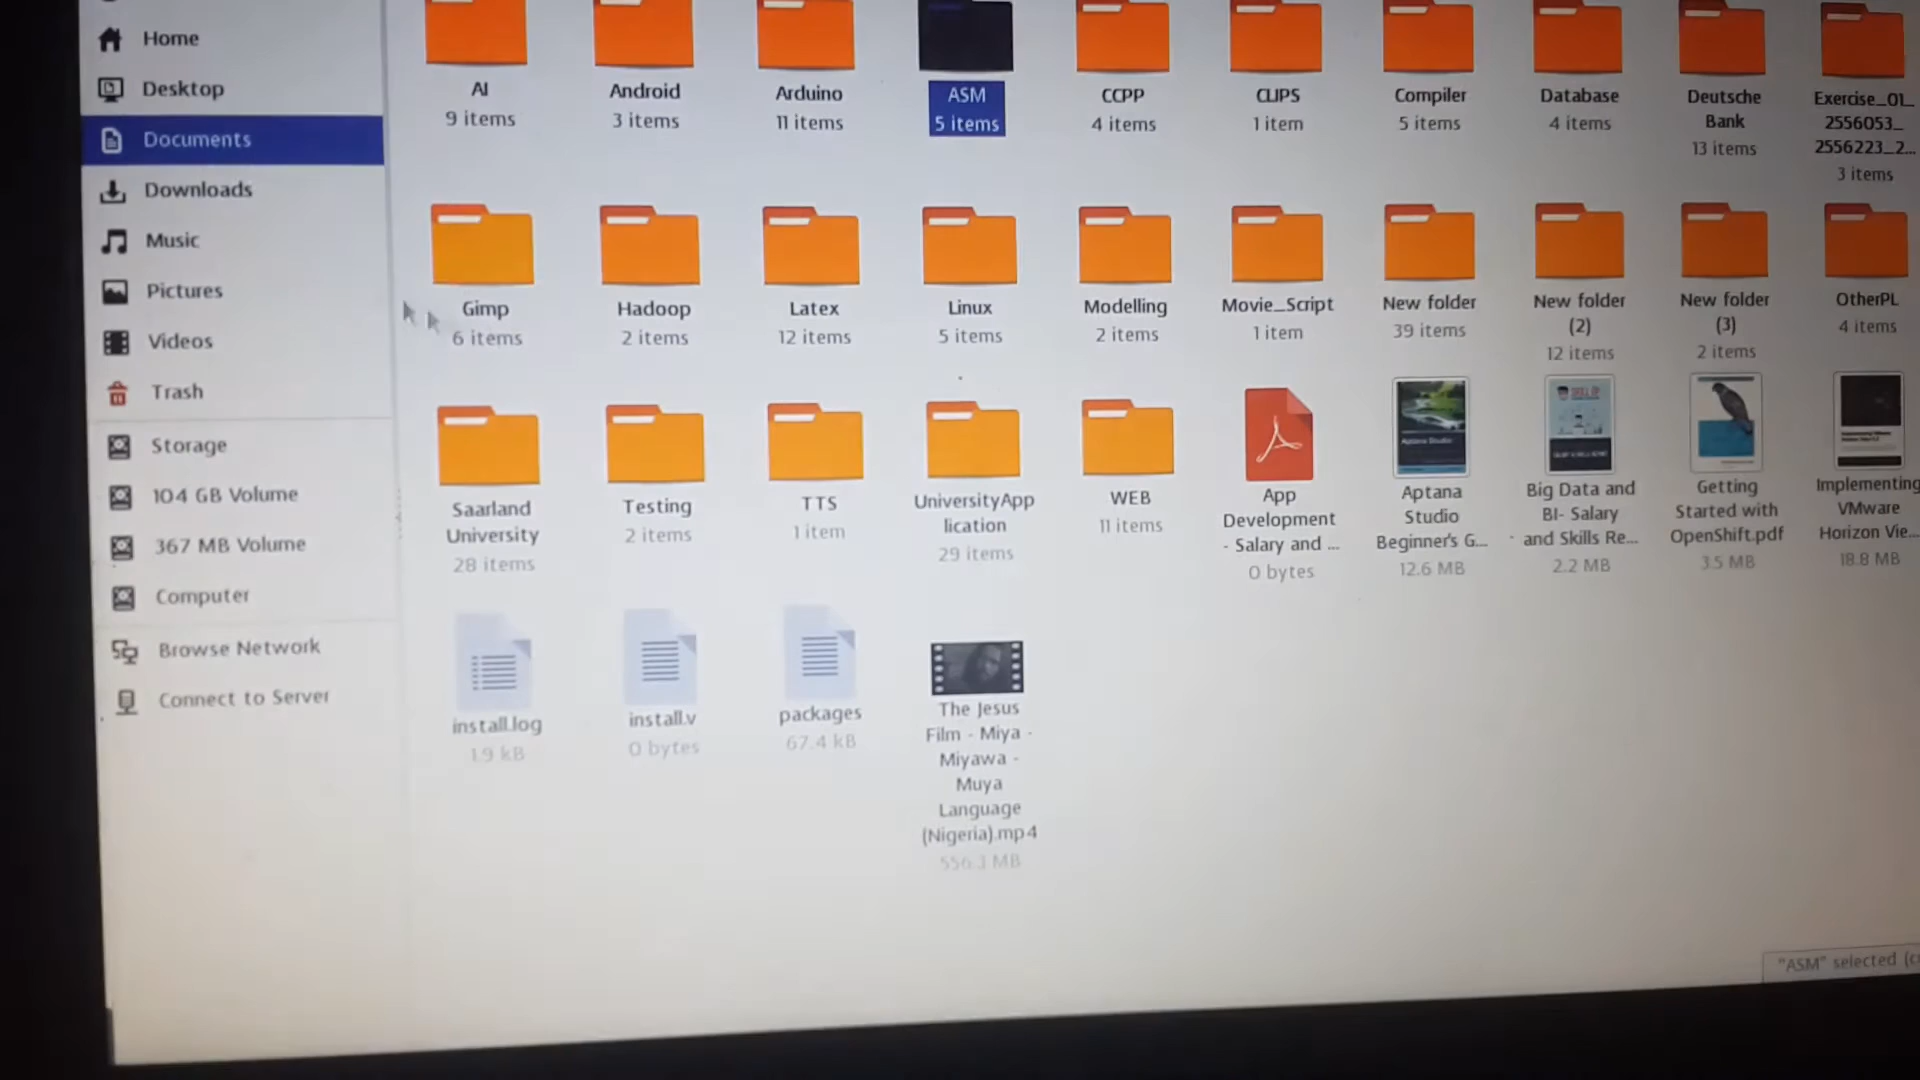 Home
Desktop
Documents
Downloads
Music
Pictures
Videos
Trash
Storage
104 GB Volume
367 MB Volume
Computer
Browse Network
Connect to Server
AI
9 items
Android
3 items
Arduino
11 items
ASM
5 items
CCPP
4 items
CLIPS
1 item
Compiler
5 items
Database
4 items
Deutsche
Bank
13 items
Exercise_01_
2556053_
2556223_2...
3 items
Gimp
6 items
Hadoop
2 items
Latex
12 items
Linux
5 items
Modelling
2 items
Movie_Script
1 item
New folder
39 items
New folder
(2)
12 items
New folder
(3)
2 items
OtherPL
4 items
Saarland
University
28 items
Testing
2 items
TTS
1 item
UniversityApp
lication
29 items
WEB
11 items
App
Development
- Salary and ...
0 bytes
Aptana
Studio
Beginner's G...
12.6 MB
Big Data and
BI- Salary
and Skills Re...
2.2 MB
Getting
Started with
OpenShift.pdf
3.5 MB
Implementing
VMware
Horizon Vie...
18.8 MB
install.log
1.9 kB
install.v
0 bytes
packages
67.4 kB
The Jesus
Film - Miya -
Miyawa -
Muya
Language
(Nigeria).mp4
556.3 MB
"ASM" selected